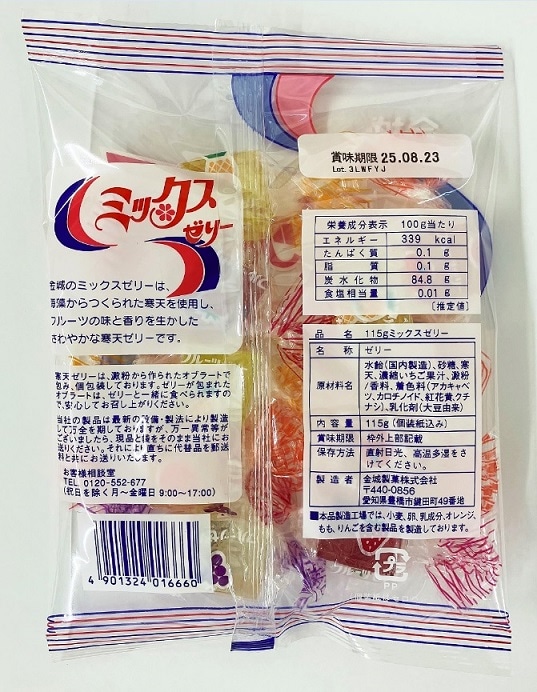 賞味期限 25.08.23
Lot. 3LWFYJ
ミックス
ゼリー
金城のミックスゼリーは、
海藻からつくられた寒天を使用し、
フルーツの味と香りを生かした
さわやかな寒天ゼリーです。
寒天ゼリーは、澱粉から作られたオブラートで
包み、個包装しております。ゼリーが包まれた
オブラートは、ゼリーと一緒に食べられますの
で、安心してお召し上がりください。
当社の製品は最新の設備・製法により製造
して万全を期しておりますが、万一異常等がご
ざいましたら、現品と袋をそのまま当社にお
送りください。それにより直ちに代替品を郵送
料と共にお送りいたします。
お客様相談室
TEL 0120-552-677
(祝日を除く月〜金曜日 9:00〜17:00)
4 901324 016660
栄養成分表示 100g当たり
エネルギー 339 kcal
たんぱく質 0.1 g
脂質 0.1 g
炭水化物 84.8 g
食塩相当量 0.01 g
[推定値]
品名 115gミックスゼリー
名称 ゼリー
原材料名 水飴(国内製造)、砂糖、寒
天、濃縮いちご果汁、澱粉
/香料、着色料(アカキャベ
ツ、カロチノイド、紅花黄、クチ
ナシ)、乳化剤(大豆由来)
内容量 115g(個装紙込み)
賞味期限 枠外上部記載
保存方法 直射日光、高温多湿をさ
けてください。
製造者 金城製菓株式会社
〒440-0856
愛知県豊橋市鍵田町49番地
■本品製造工場では、小麦、卵、乳成分、オレンジ、
もも、りんごを含む製品を製造しております。
プラ
PP